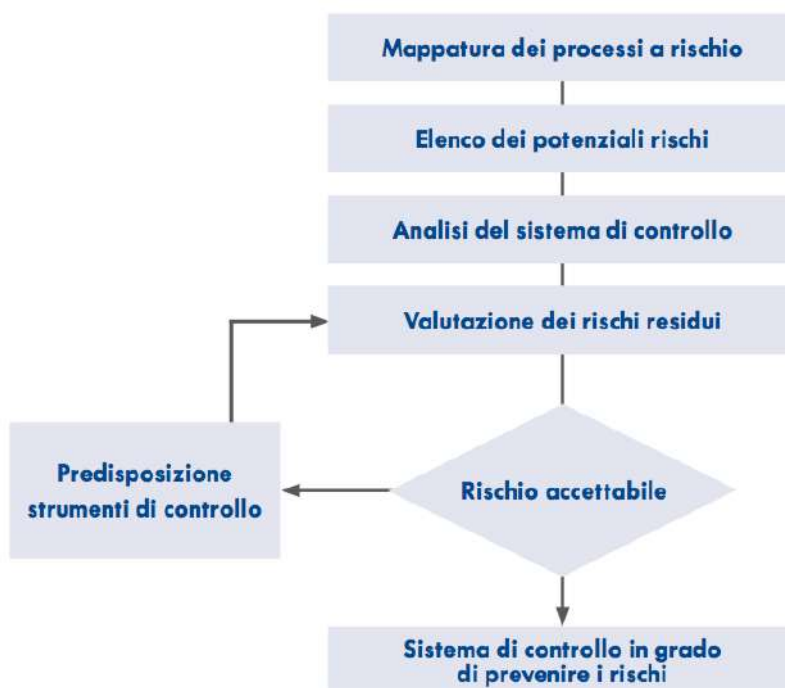 Mappatura dei processi a rischio
Elenco dei potenziali rischi
Analisi del sistema di controllo
Valutazione dei rischi residui
Predisposizione
strumenti di controllo
Rischio accettabile
Sistema di controllo in grado
di prevenire i rischi